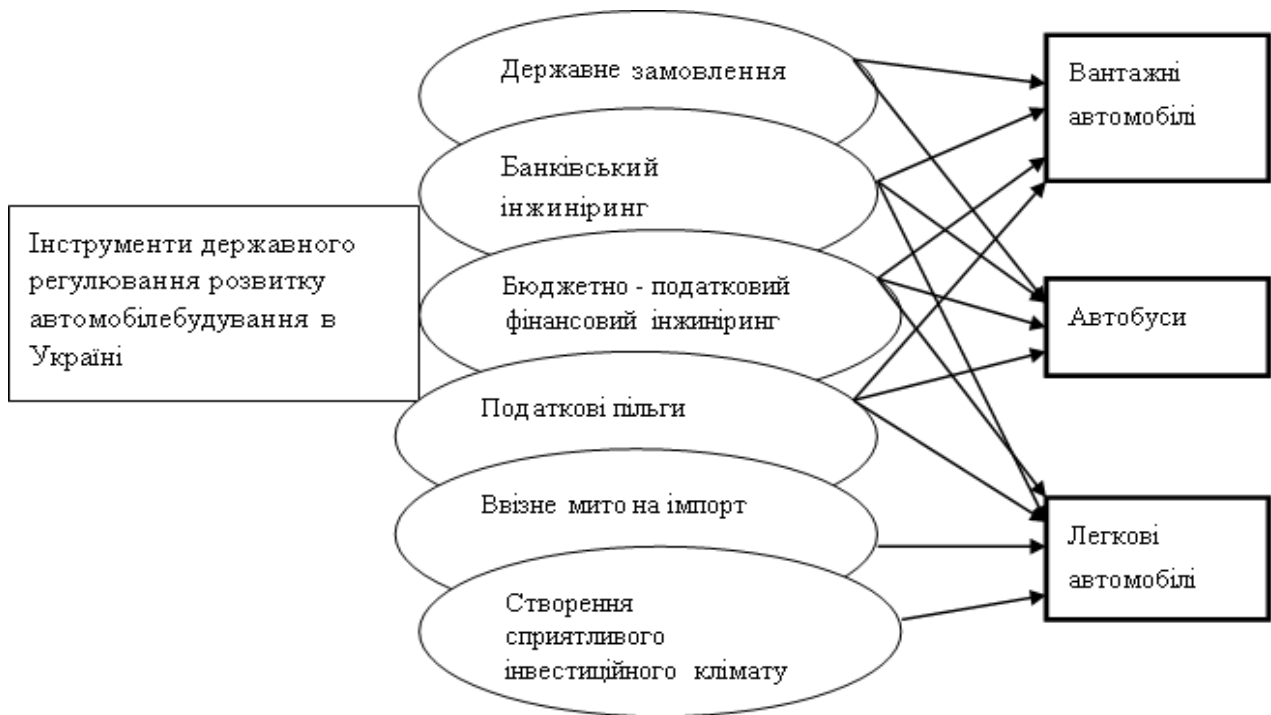 Інструменти державного
регулювання розвитку
автомобілебудування в
Україні
Державне замовлення
Банківський
інжиніринг
Бюджетно - податковий
фінансовий інжиніринг
Податкові пільги
Ввізне мито на імпорт
Створення
сприятливого
інвестиційного клімату
Вантажні
автомобілі
Автобуси
Легкові
автомобілі